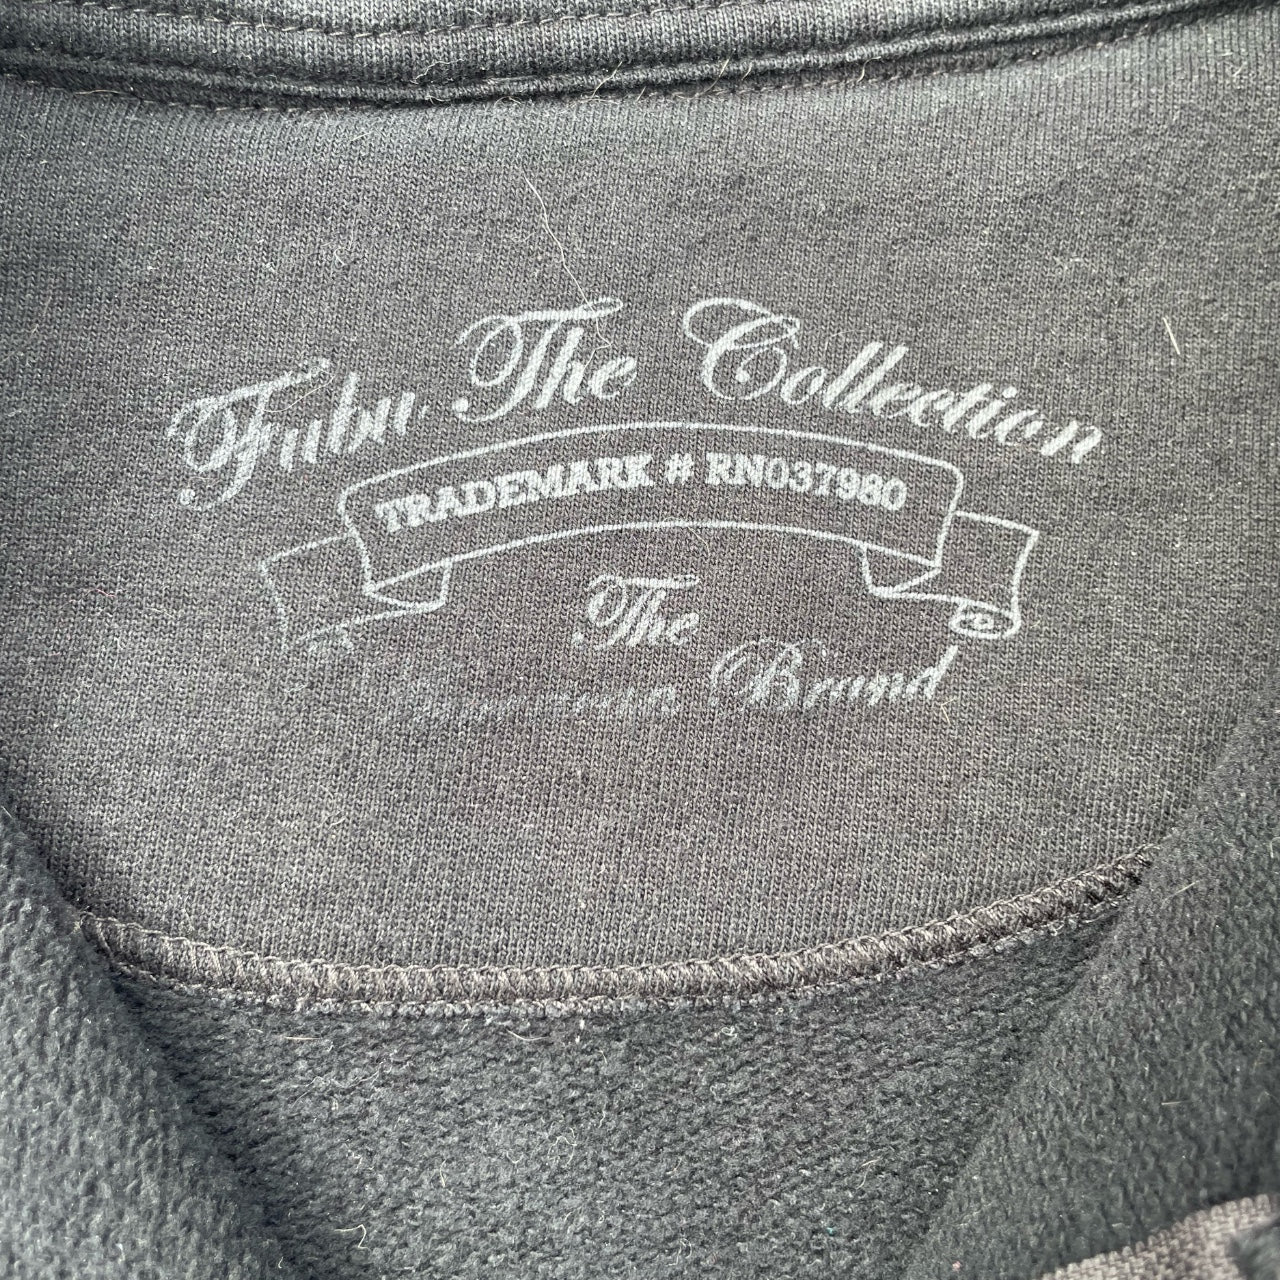 Fubu The Collection
TRADEMARK # RN037980
The
Brand